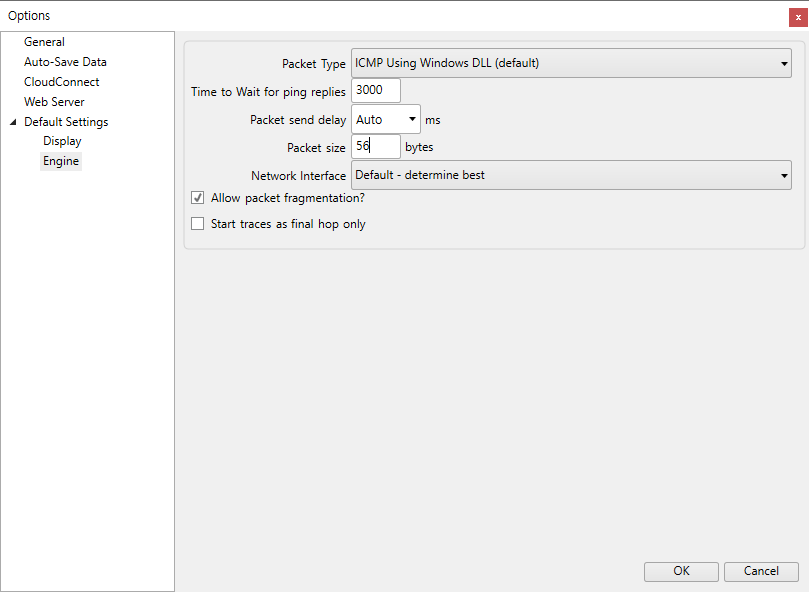 Options
x
General
Auto-Save Data
CloudConnect
Web Server
Default Settings
Display
Engine
Packet Type ICMP Using Windows DLL (default)
Time to Wait for ping replies 3000
Packet send delay Auto ms
Packet size 56 bytes
Network Interface Default - determine best
Allow packet fragmentation?
Start traces as final hop only
OK Cancel